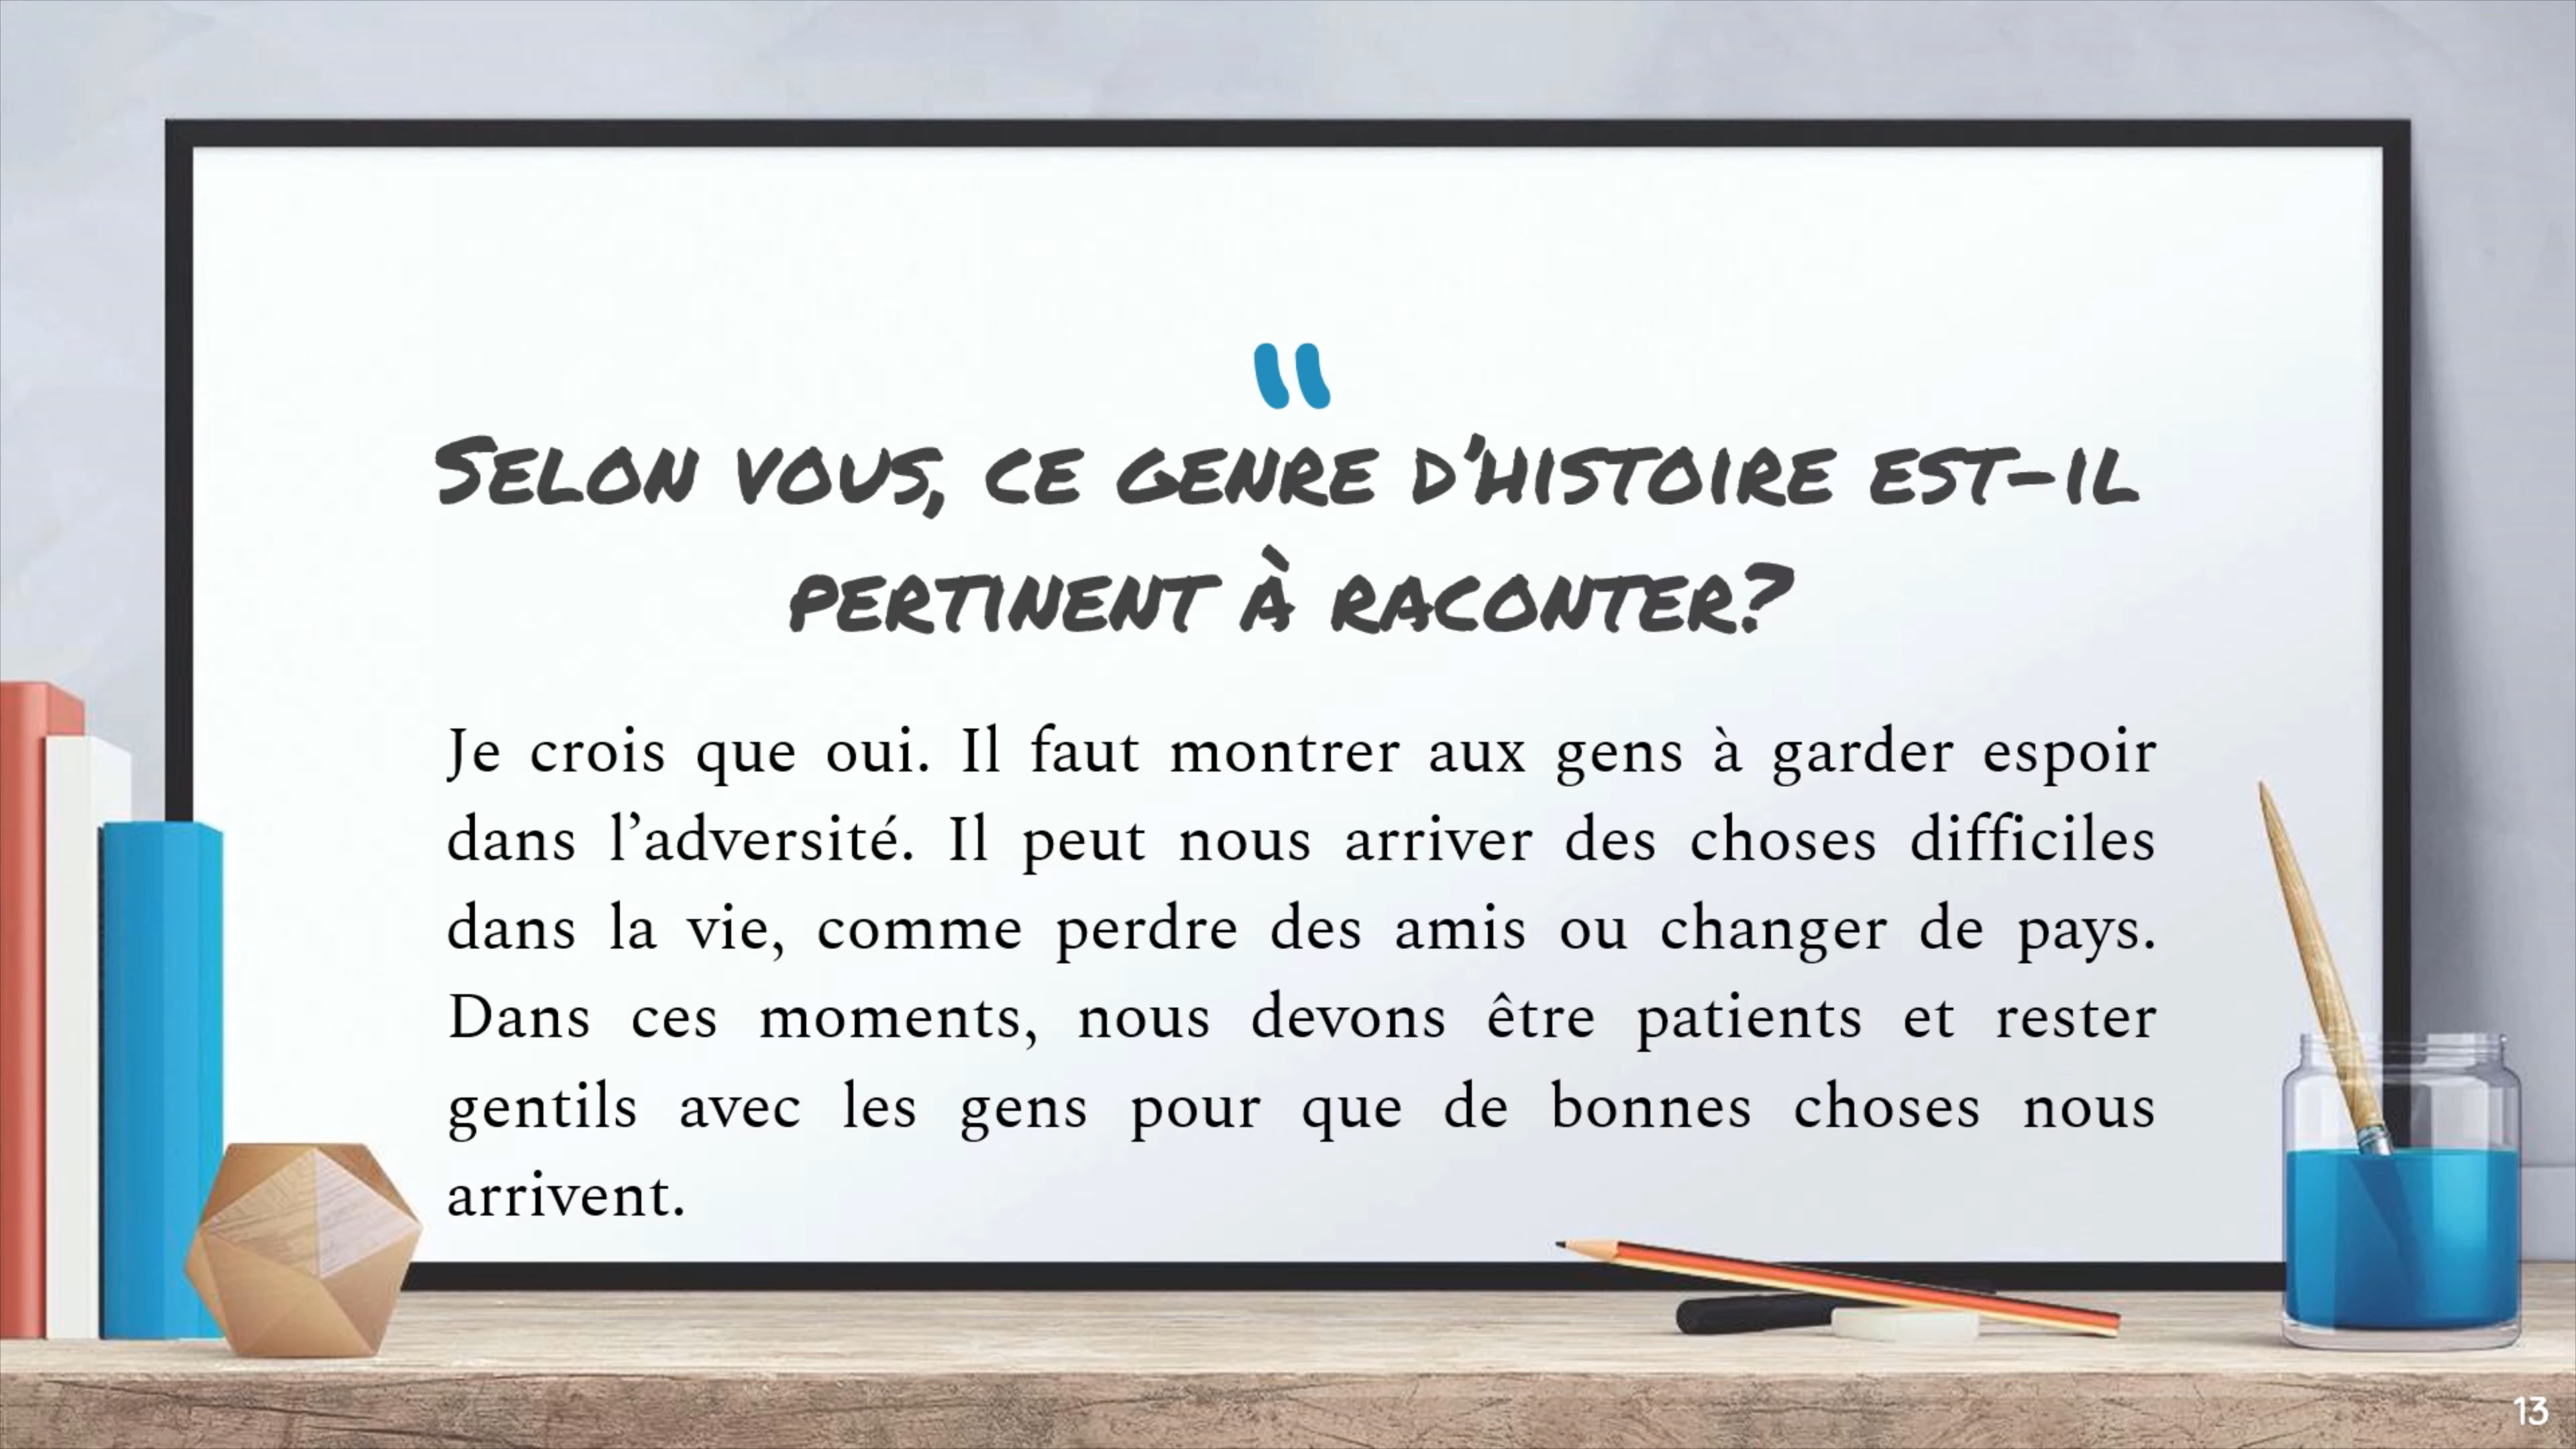 "
Selon vous, ce genre d’histoire est-il
pertinent à raconter?
Je crois que oui. Il faut montrer aux gens à garder espoir
dans l’adversité. Il peut nous arriver des choses difficiles
dans la vie, comme perdre des amis ou changer de pays.
Dans ces moments, nous devons être patients et rester
gentils avec les gens pour que de bonnes choses nous
arrivent.
13